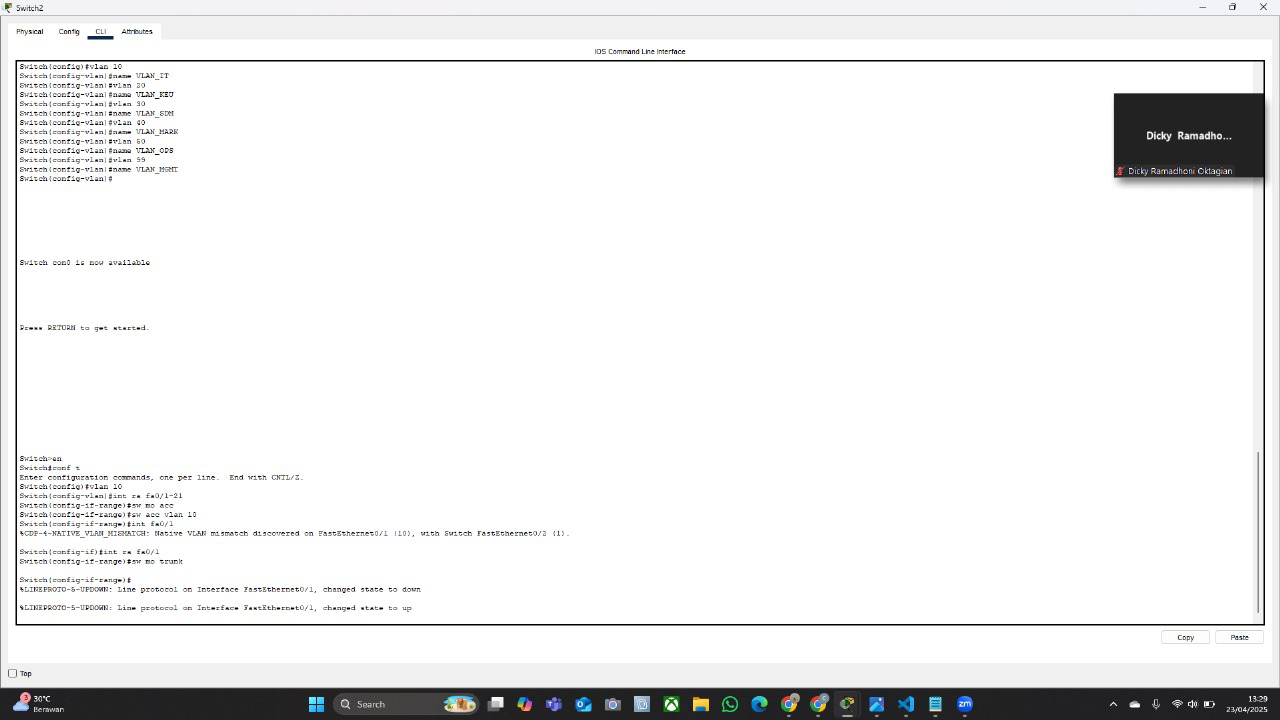 Switch2
Physical
Config
CLI
Attributes
IOS Command Line Interface
Switch(config)#vlan 10
Switch(config-vlan)#name VLAN_IT
Switch(config-vlan)#vlan 20
Switch(config-vlan)#name VLAN_KEU
Switch(config-vlan)#vlan 30
Switch(config-vlan)#name VLAN_SDM
Switch(config-vlan)#vlan 40
Switch(config-vlan)#name VLAN_MARK
Switch(config-vlan)#vlan 50
Switch(config-vlan)#name VLAN_OPS
Switch(config-vlan)#vlan 99
Switch(config-vlan)#name VLAN_MGMT
Switch(config-vlan)#
Dicky Ramadho...
Dicky Ramadhoni Oktagian
Switch con0 is now available
Press RETURN to get started.
Switch>en
Switch#conf t
Enter configuration commands, one per line.  End with CNTL/Z.
Switch(config)#vlan 10
Switch(config-vlan)#int ra fa0/1-21
Switch(config-if-range)#sw mo acc
Switch(config-if-range)#sw acc vlan 10
Switch(config-if-range)#int fa0/1
%CDP-4-NATIVE_VLAN_MISMATCH: Native VLAN mismatch discovered on FastEthernet0/1 (10), with Switch FastEthernet0/2 (1).
Switch(config-if)#int ra fa0/1
Switch(config-if-range)#sw mo trunk
Switch(config-if-range)#
%LINEPROTO-5-UPDOWN: Line protocol on Interface FastEthernet0/1, changed state to down
%LINEPROTO-5-UPDOWN: Line protocol on Interface FastEthernet0/1, changed state to up
Copy
Paste
Top
3
30°C
Berawan
Search
zm
13:29
23/04/2025